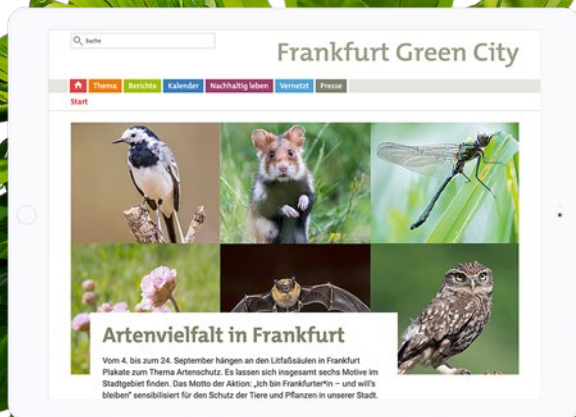 Suche
Frankfurt Green City
Thema Berichte Kalender Nachhaltig leben Vernetzt Presse
Start
Artenvielfalt in Frankfurt
Vom 4. bis zum 24. September hängen an den Litfaßsäulen in Frankfurt
Plakate zum Thema Artenschutz. Es lassen sich insgesamt sechs Motive im
Stadtgebiet finden. Das Motto der Aktion: „Ich bin Frankfurter*in – und will's
bleiben" sensibilisiert für den Schutz der Tiere und Pflanzen in unserer Stadt.